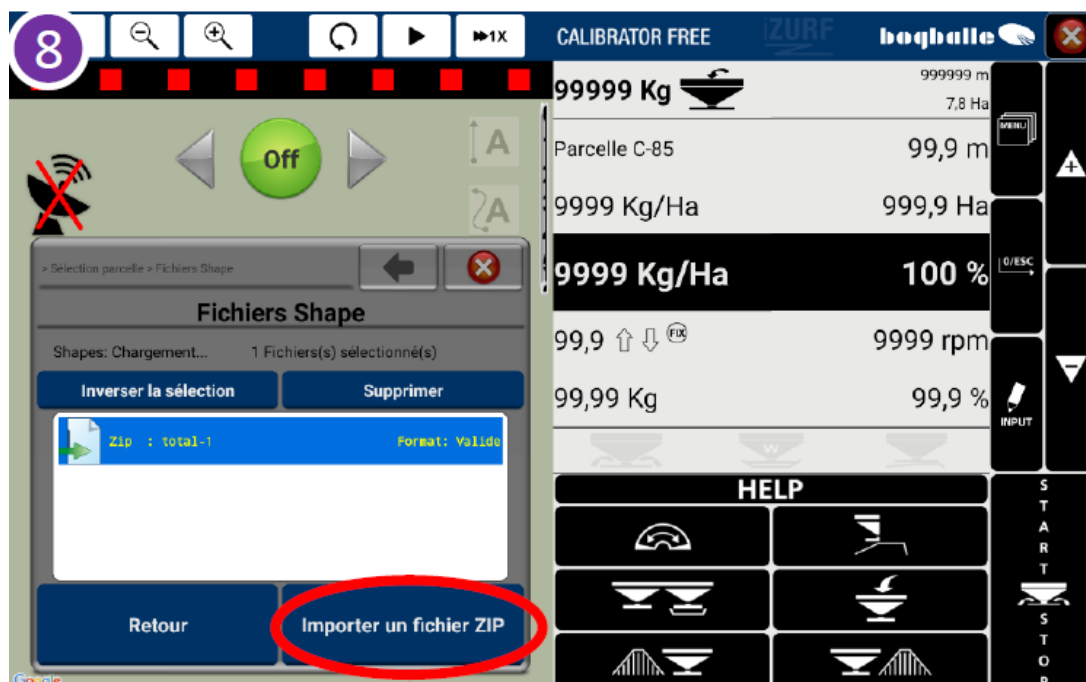 8
1X
CALIBRATOR FREE
iZURF
bogballe
99999 Kg
999999 m
7,8 Ha
MENU
Off
A
Parcelle C-85
99,9 m
A
9999 Kg/Ha
999,9 Ha
> Sélection parcelle > Fichiers Shape
9999 Kg/Ha
100 %
0/ESC
Fichiers Shape
Shapes: Chargement...
1 Fichiers(s) sélectionné(s)
99,9
FIX
9999 rpm
Inverser la sélection
Supprimer
99,99 Kg
99,9 %
INPUT
Zip : total-1
Format: Valide
W
HELP
START
STOP
Retour
Importer un fichier ZIP
Google